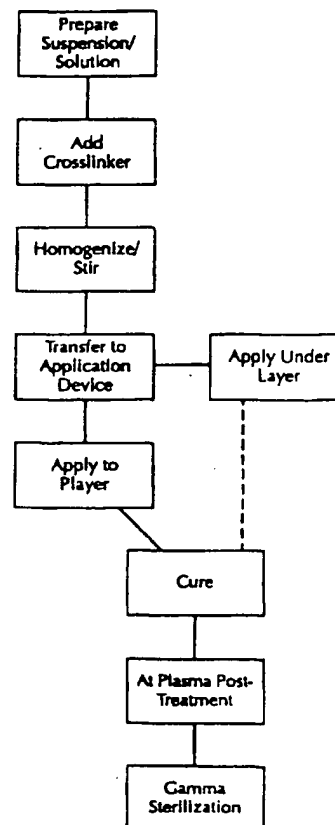 Prepare
Suspension/
Solution
Add
Crosslinker
Homogenize/
Stir
Transfer to
Application
Device
Apply Under
Layer
Apply to
Player
Cure
At Plasma Post-
Treatment
Gamma
Sterilization